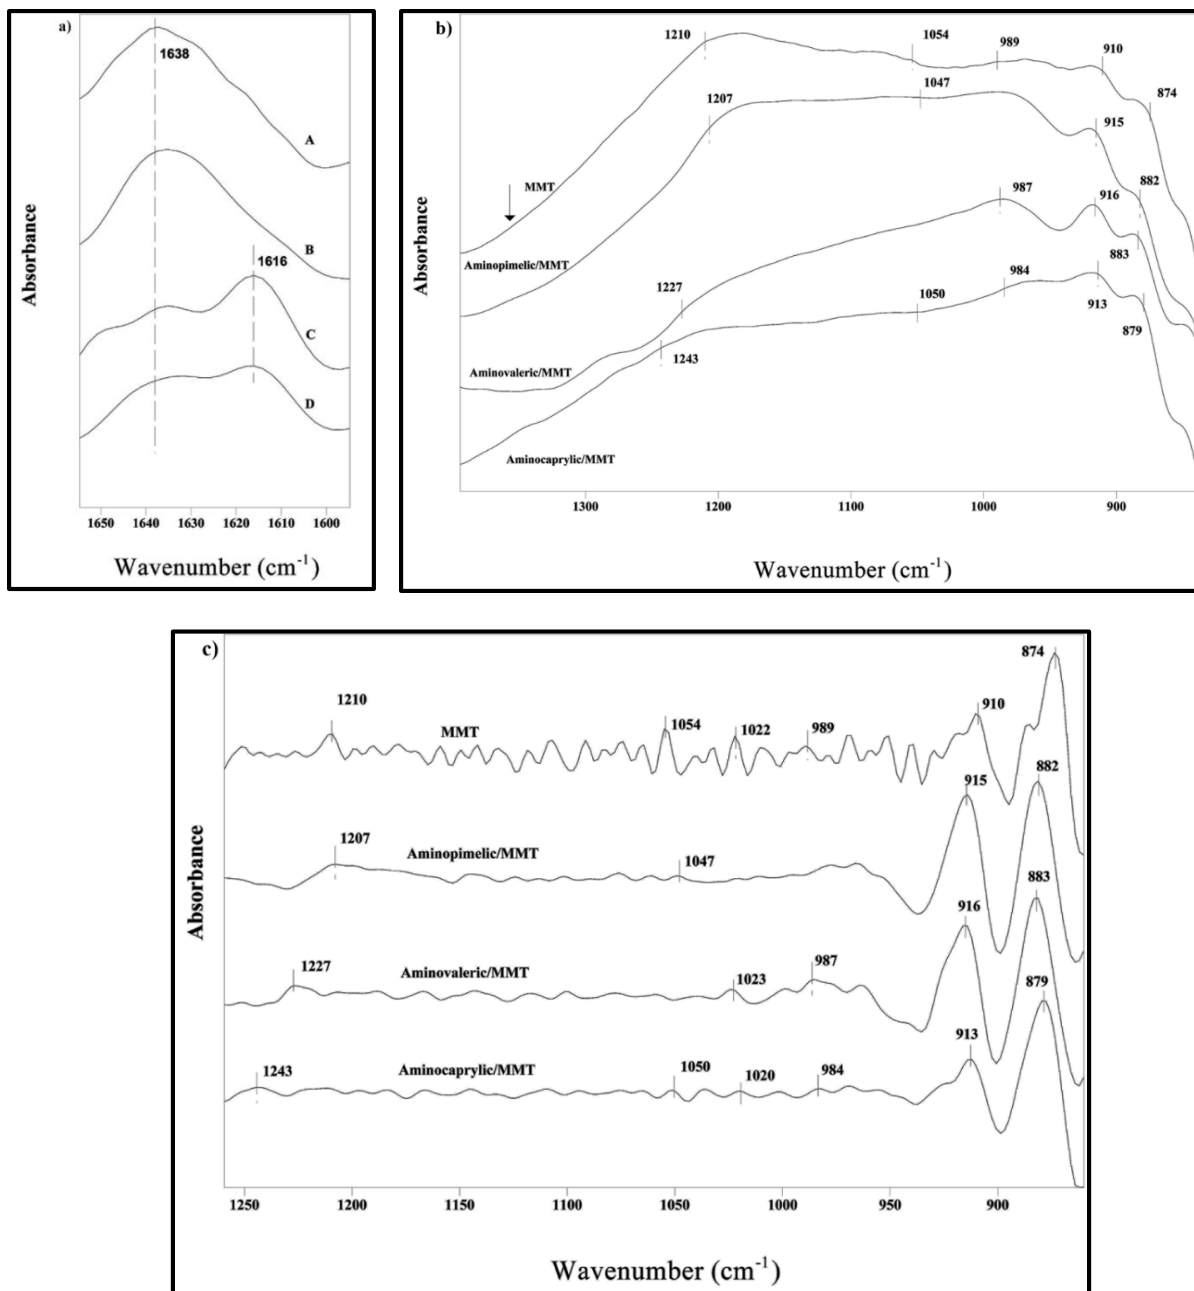 a)
1638
A
B
1616
C
D
Absorbance
1650 1640 1630 1620 1610 1600
Wavenumber (cm-1)
b)
1210 1054 989 910
874
1207 1047
915
MMT
882
987 916
Aminopimelic/MMT
883
1227 984
1050 913
1243 879
Aminovaleric/MMT
Aminocaprylic/MMT
Absorbance
1300 1200 1100 1000 900
Wavenumber (cm-1)
c)
874
1210 1054 1022 989 910
MMT
915 882
1207 1047
Aminopimelic/MMT
916 883
1227 1023 987
Aminovaleric/MMT
913 879
1243 1050 1020 984
Aminocaprylic/MMT
Absorbance
1250 1200 1150 1100 1050 1000 950 900
Wavenumber (cm-1)